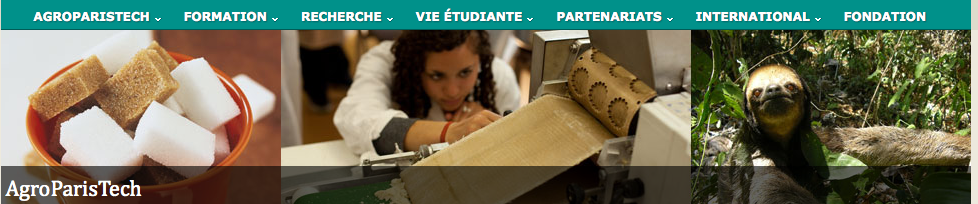 AGROPARISTECH FORMATION RECHERCHE VIE ÉTUDIANTE PARTENARIATS INTERNATIONAL FONDATION
AgroParisTech